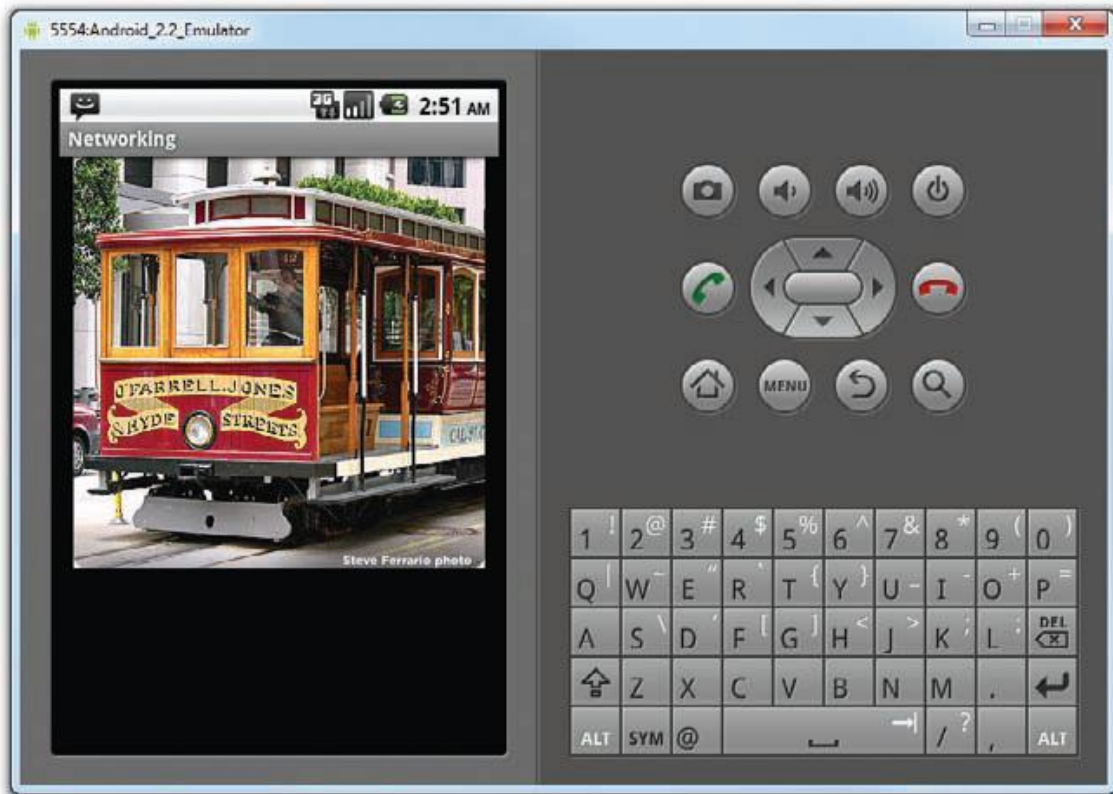 5554:Android_2.2_Emulator
2:51 AM
Networking
O'FARRELL, JONES
& HYDE STREETS
Steve Ferrario photo
MENU
1 ! 2 @ 3 # 4 $ 5 % 6 ^ 7 & 8 * 9 ( 0 )
Q | W ~ E “ R ` T { Y } U _ I - O + P =
A S \ D ' F [ G ] H < J > K ; L : DEL
Z X C V B N M .
ALT SYM @ / ? , ALT